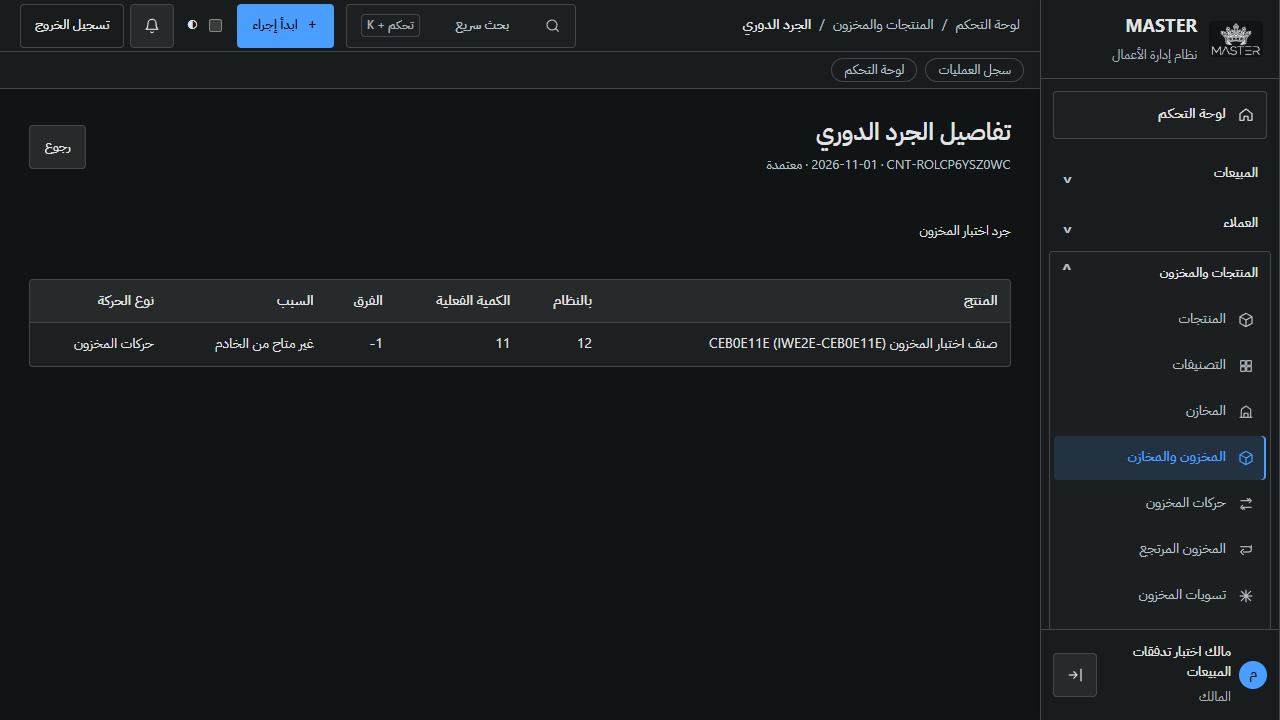 MASTER
نظام إدارة الأعمال
MASTER
لوحة التحكم
المبيعات
العملاء
المنتجات والمخزون
المنتجات
التصنيفات
المخازن
المخزون والمخازن
حركات المخزون
المخزون المرتجع
تسويات المخزون
م
مالك اختبار تدفقات
المبيعات
المالك
لوحة التحكم / المنتجات والمخزون / الجرد الدوري
بحث سريع تحكم + K
+ ابدأ إجراء
تسجيل الخروج
سجل العمليات لوحة التحكم
تفاصيل الجرد الدوري
CNT-ROLCP6YSZ0WC · 2026-11-01 · معتمدة
رجوع
جرد اختبار المخزون
المنتج بالنظام الكمية الفعلية الفرق السبب نوع الحركة
صنف اختبار المخزون CEB0E11E (IWE2E-CEB0E11E) 12 11 -1 غير متاح من الخادم حركات المخزون